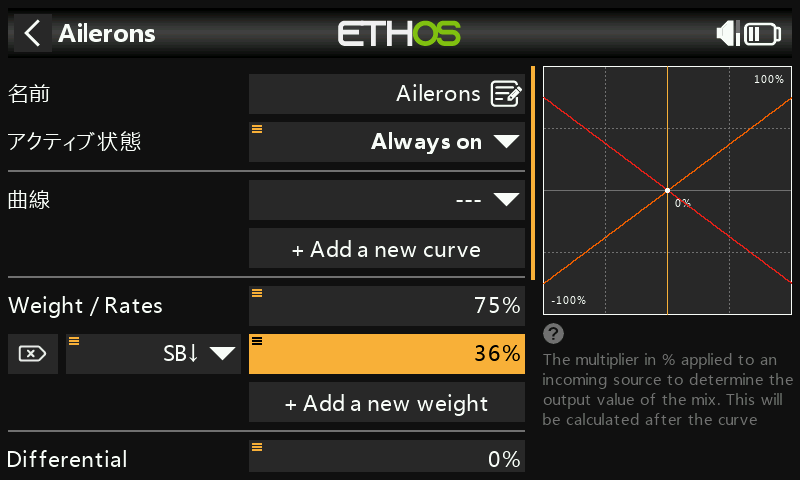 Ailerons
ETHOS
名前
Ailerons
アクティブ状態
Always on
曲線
---
+ Add a new curve
Weight / Rates
75%
SB↓
36%
+ Add a new weight
Differential
0%
100%
0%
-100%
?
The multiplier in % applied to an
incoming source to determine the
output value of the mix. This will
be calculated after the curve